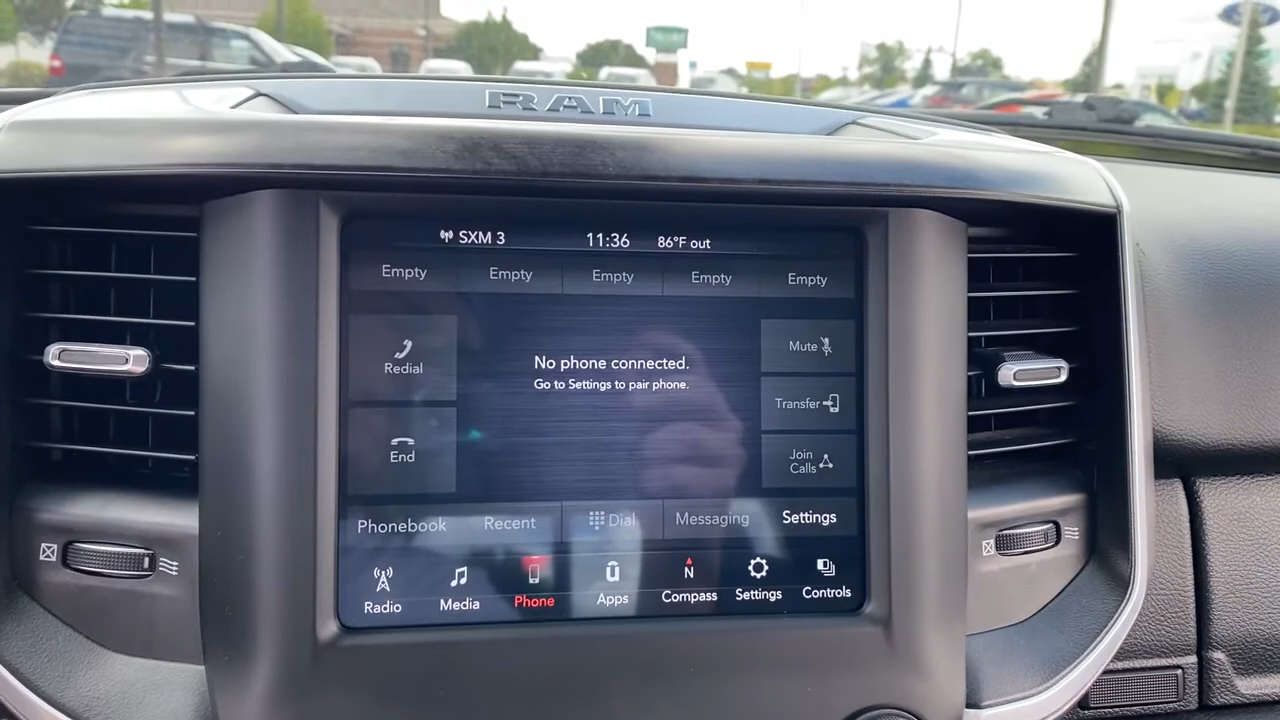 RAM
SXM 3 11:36 86°F out
Empty Empty Empty Empty Empty
Redial
No phone connected.
Go to Settings to pair phone.
Mute
Transfer
End
Join
Calls
Phonebook Recent Dial Messaging Settings
N
Radio Media Phone Apps Compass Settings Controls